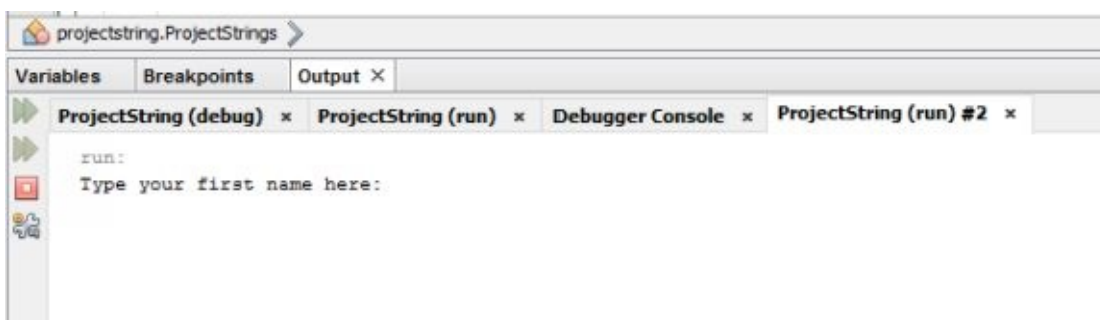 projectstring.ProjectStrings
Variables Breakpoints Output ×
ProjectString (debug) × ProjectString (run) × Debugger Console × ProjectString (run) #2 ×
run:
Type your first name here: